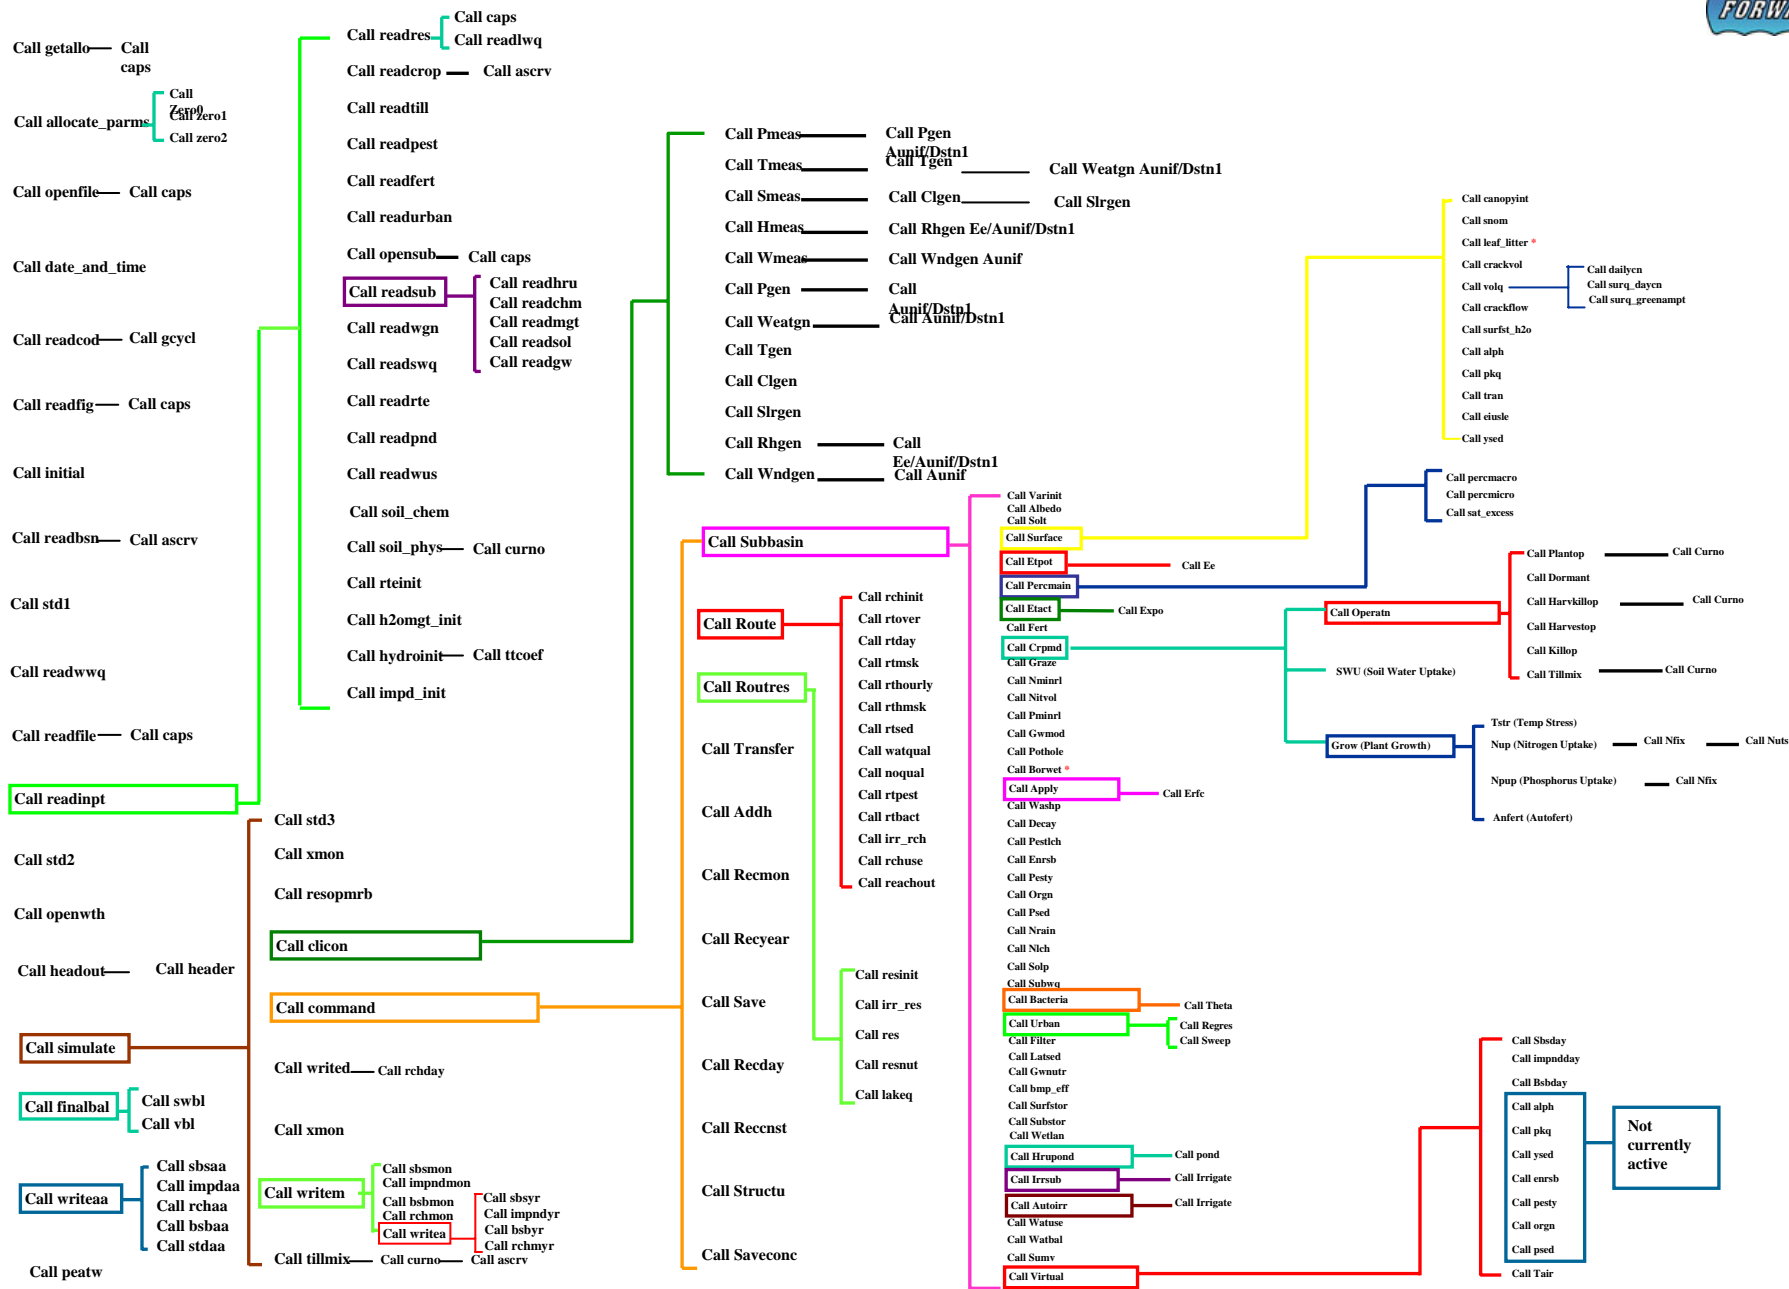 FORW
Call getallo
Call
caps
Call allocate_parms
Call
Zero0
Call zero1
Call zero2
Call openfile
Call caps
Call date_and_time
Call readcod
Call gcycl
Call readfig
Call caps
Call initial
Call readbsn
Call ascrv
Call std1
Call readwwq
Call readfile
Call caps
Call readinpt
Call std2
Call openwth
Call headout
Call header
Call simulate
Call finalbal
Call swbl
Call vbl
Call writeaa
Call sbsaa
Call impdaa
Call rchaa
Call bsbaa
Call stdaa
Call peatw
Call readres
Call caps
Call readlwq
Call readcrop
Call ascrv
Call readtill
Call readpest
Call readfert
Call readurban
Call opensub
Call caps
Call readsub
Call readhru
Call readchm
Call readmgt
Call readsol
Call readgw
Call readwgn
Call readswq
Call readrte
Call readpnd
Call readwus
Call soil_chem
Call soil_phys
Call curno
Call rteinit
Call h2omgt_init
Call hydroinit
Call ttcoef
Call impd_init
Call std3
Call xmon
Call resopmrb
Call clicon
Call command
Call writed
Call rchday
Call xmon
Call writem
Call sbsmon
Call impndmon
Call bsbmon
Call rchmon
Call writea
Call sbsyr
Call impndyr
Call bsbyr
Call rchmyr
Call tillmix
Call curno
Call ascrv
Call Pmeas
Call Pgen
Aunif/Dstn1
Call Tmeas
Call Tgen
Call Weatgn Aunif/Dstn1
Call Smeas
Call Clgen
Call Slrgen
Call Hmeas
Call Rhgen Ee/Aunif/Dstn1
Call Wmeas
Call Wndgen Aunif
Call Pgen
Call
Aunif/Dstn1
Call Weatgn
Call Aunif/Dstn1
Call Tgen
Call Clgen
Call Slrgen
Call Rhgen
Call
Ee/Aunif/Dstn1
Call Wndgen
Call Aunif
Call Subbasin
Call Route
Call Routres
Call Transfer
Call Addh
Call Recmon
Call Recyear
Call Save
Call Recday
Call Reccnst
Call Structu
Call Saveconc
Call rchinit
Call rtover
Call rtday
Call rtmsk
Call rthourly
Call rthmsk
Call rtsed
Call watqual
Call noqual
Call rtpest
Call rtbact
Call irr_rch
Call rchuse
Call reachout
Call resinit
Call irr_res
Call res
Call resnut
Call lakeq
Call Varinit
Call Albedo
Call Solt
Call Surface
Call Etpot
Call Ee
Call Percmain
Call Etact
Call Expo
Call Fert
Call Crpmd
Call Graze
Call Nminrl
Call Nitvol
Call Pminrl
Call Gwmod
Call Pothole
Call Borwet *
Call Apply
Call Erfc
Call Washp
Call Decay
Call Pestlch
Call Enrsb
Call Pesty
Call Orgn
Call Psed
Call Nrain
Call Nlch
Call Solp
Call Subwq
Call Bacteria
Call Theta
Call Urban
Call Regres
Call Sweep
Call Filter
Call Latsed
Call Gwnutr
Call bmp_eff
Call Surfstor
Call Substor
Call Wetlan
Call Hrupond
Call pond
Call Irrsub
Call Irrigate
Call Autoirr
Call Irrigate
Call Watuse
Call Watbal
Call Sumv
Call Virtual
Call canopyint
Call snom
Call leaf_litter *
Call crackvol
Call volq
Call dailycn
Call surq_daycn
Call surq_greenampt
Call crackflow
Call surfst_h2o
Call alph
Call pkq
Call tran
Call eiusle
Call ysed
Call percmacro
Call percmicro
Call sat_excess
Call Operatn
Call Plantop
Call Curno
Call Dormant
Call Harvkillop
Call Curno
Call Harvestop
Call Killop
Call Tillmix
Call Curno
SWU (Soil Water Uptake)
Grow (Plant Growth)
Tstr (Temp Stress)
Nup (Nitrogen Uptake)
Call Nfix
Call Nuts
Npup (Phosphorus Uptake)
Call Nfix
Anfert (Autofert)
Call Sbsday
Call impndday
Call Bsbday
Call alph
Call pkq
Call ysed
Call enrsb
Call pesty
Call orgn
Call psed
Call Tair
Not
currently
active